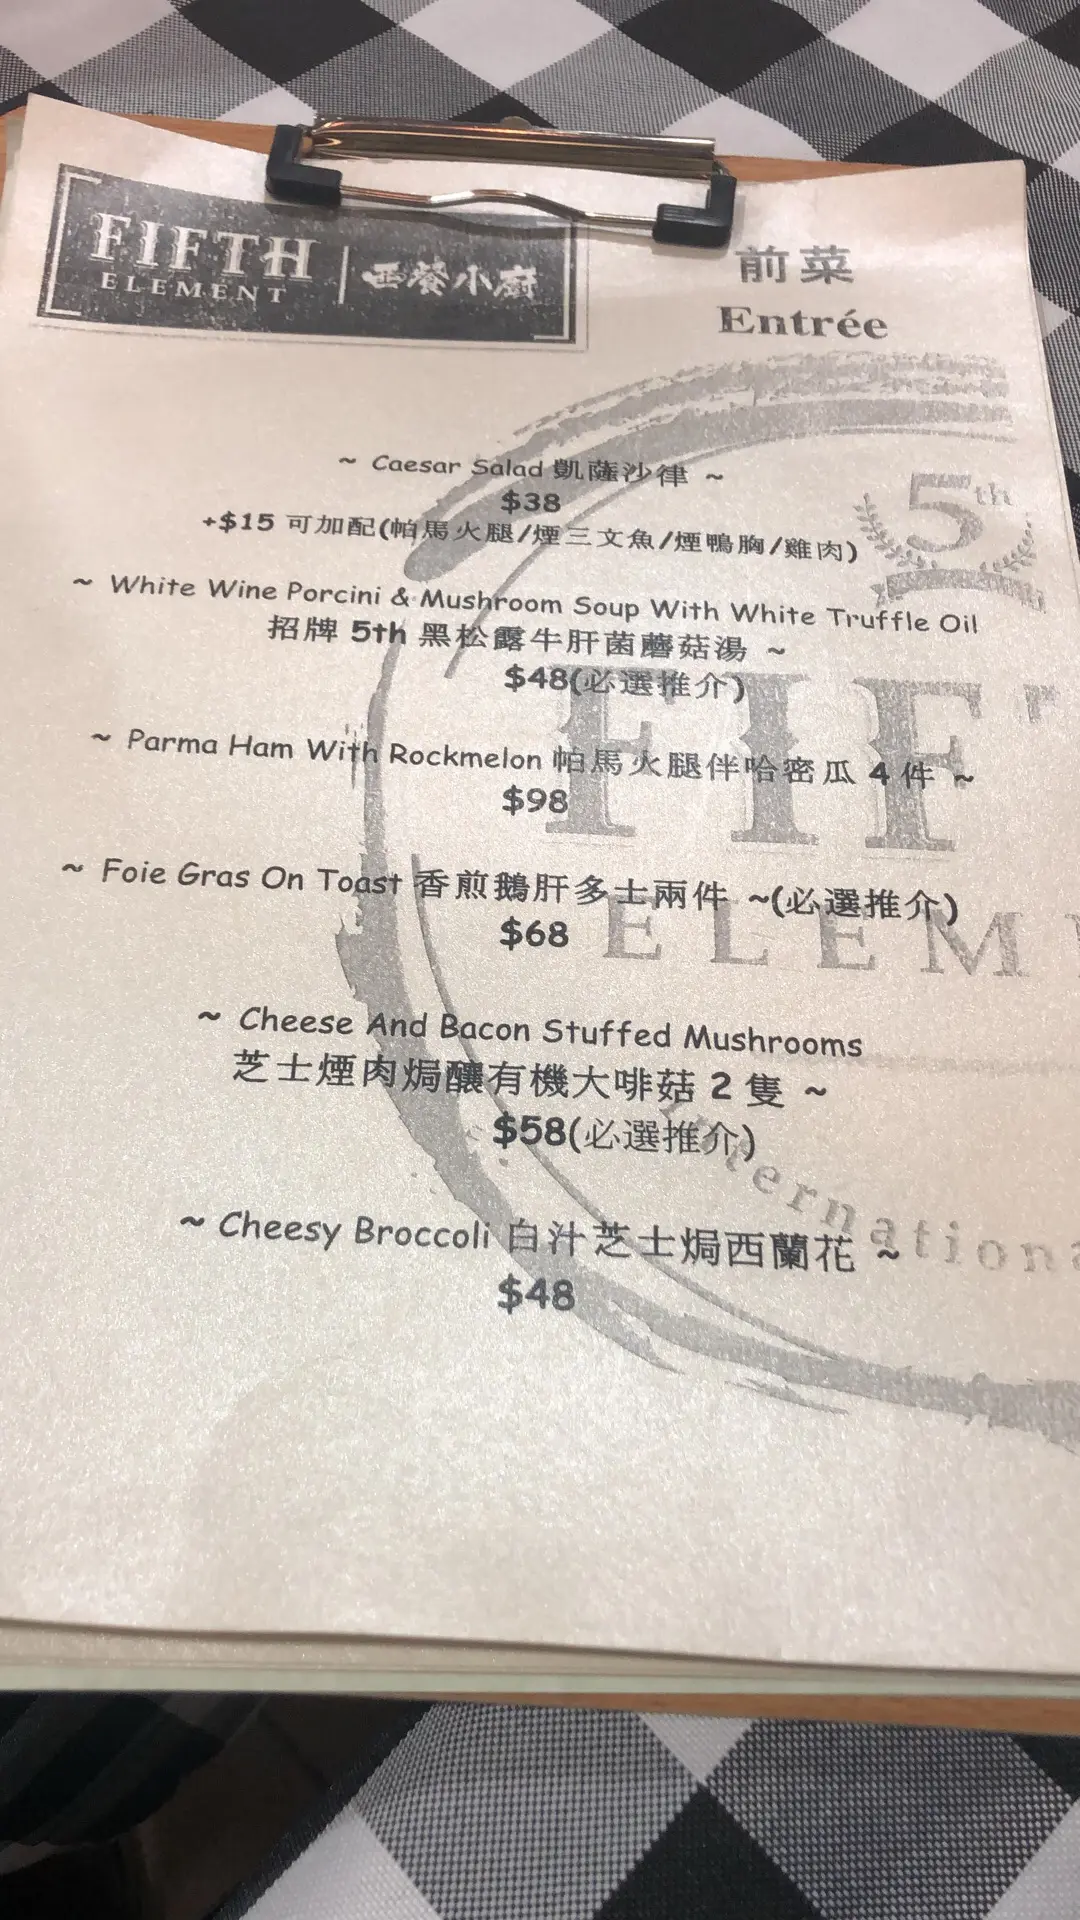 FIFTH
ELEMENT
西餐小廚
前菜
Entrée
~ Caesar Salad 凱薩沙律 ~
$38
+$15 可加配(帕馬火腿/煙三文魚/煙鴨胸/雞肉)
~ White Wine Porcini & Mushroom Soup With White Truffle Oil
招牌 5th 黑松露牛肝菌蘑菇湯 ~
$48(必選推介)
~ Parma Ham With Rockmelon 帕馬火腿伴哈密瓜 4 件 ~
$98
~ Foie Gras On Toast 香煎鵝肝多士兩件 ~(必選推介)
$68
~ Cheese And Bacon Stuffed Mushrooms
芝士煙肉焗釀有機大啡菇 2 隻 ~
$58(必選推介)
~ Cheesy Broccoli 白汁芝士焗西蘭花 ~
$48
5th
FIF
ELEM
Internationa